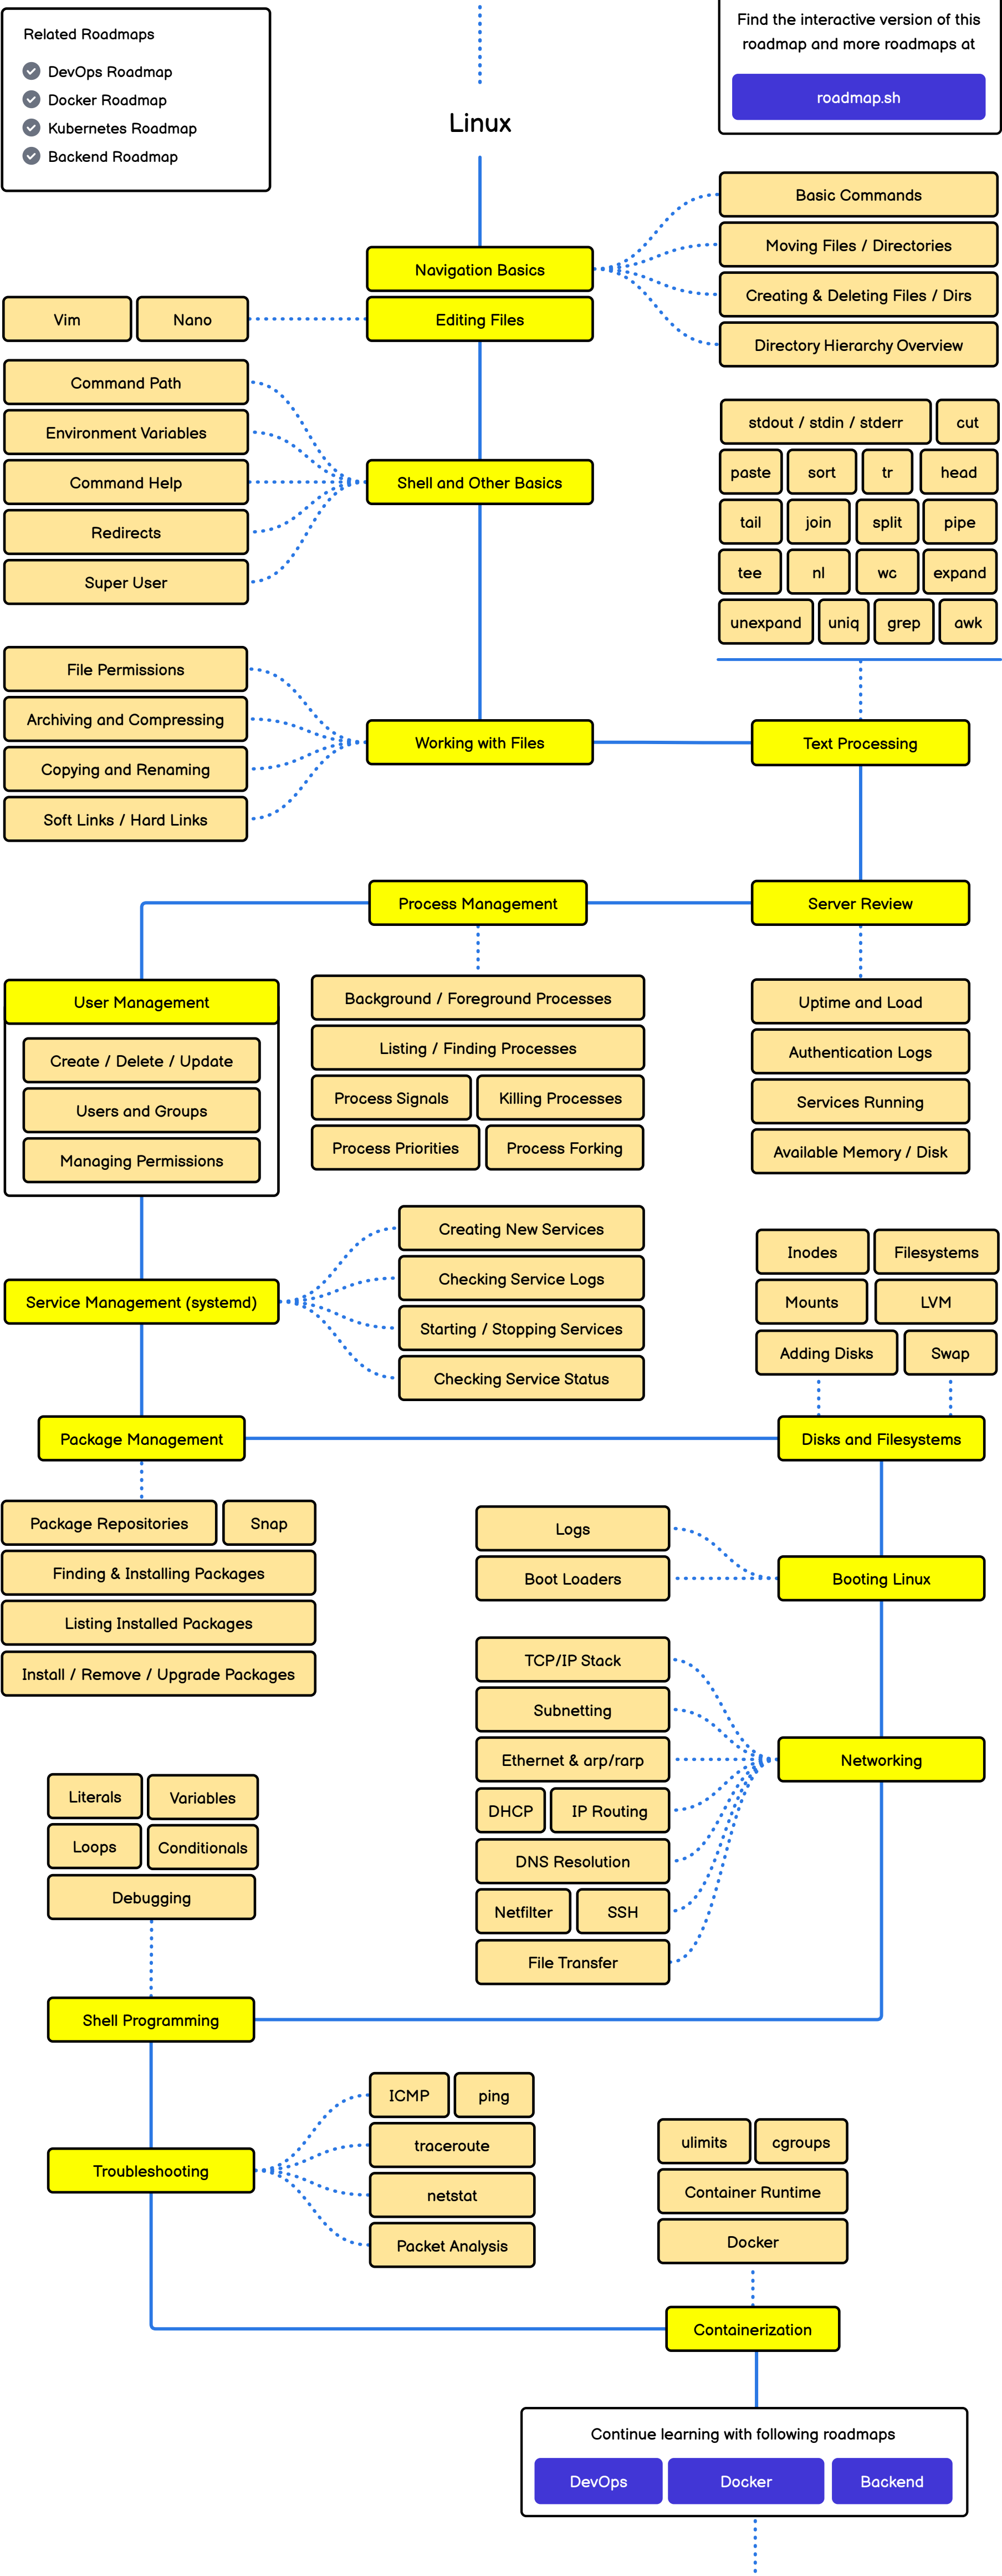 Related Roadmaps
DevOps Roadmap
Docker Roadmap
Kubernetes Roadmap
Backend Roadmap
Find the interactive version of this
roadmap and more roadmaps at
roadmap.sh
Linux
Navigation Basics
Basic Commands
Moving Files / Directories
Creating & Deleting Files / Dirs
Directory Hierarchy Overview
Editing Files
Vim
Nano
Shell and Other Basics
Command Path
Environment Variables
Command Help
Redirects
Super User
stdout / stdin / stderr
cut
paste
sort
tr
head
tail
join
split
pipe
tee
nl
wc
expand
unexpand
uniq
grep
awk
File Permissions
Archiving and Compressing
Copying and Renaming
Soft Links / Hard Links
Working with Files
Text Processing
Process Management
Server Review
User Management
Create / Delete / Update
Users and Groups
Managing Permissions
Background / Foreground Processes
Listing / Finding Processes
Process Signals
Killing Processes
Process Priorities
Process Forking
Uptime and Load
Authentication Logs
Services Running
Available Memory / Disk
Service Management (systemd)
Creating New Services
Checking Service Logs
Starting / Stopping Services
Checking Service Status
Inodes
Filesystems
Mounts
LVM
Adding Disks
Swap
Package Management
Disks and Filesystems
Package Repositories
Snap
Finding & Installing Packages
Listing Installed Packages
Install / Remove / Upgrade Packages
Logs
Boot Loaders
Booting Linux
TCP/IP Stack
Subnetting
Ethernet & arp/rarp
DHCP
IP Routing
DNS Resolution
Netfilter
SSH
File Transfer
Networking
Literals
Variables
Loops
Conditionals
Debugging
Shell Programming
Troubleshooting
ICMP
ping
traceroute
netstat
Packet Analysis
ulimits
cgroups
Container Runtime
Docker
Containerization
Continue learning with following roadmaps
DevOps
Docker
Backend